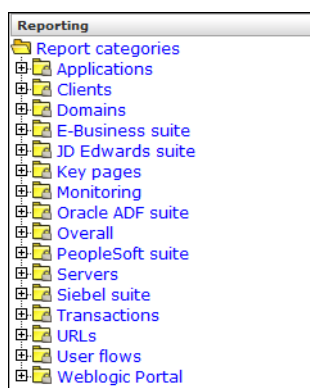 Reporting
Report categories
Applications
Clients
Domains
E-Business suite
JD Edwards suite
Key pages
Monitoring
Oracle ADF suite
Overall
PeopleSoft suite
Servers
Siebel suite
Transactions
URLs
User flows
Weblogic Portal